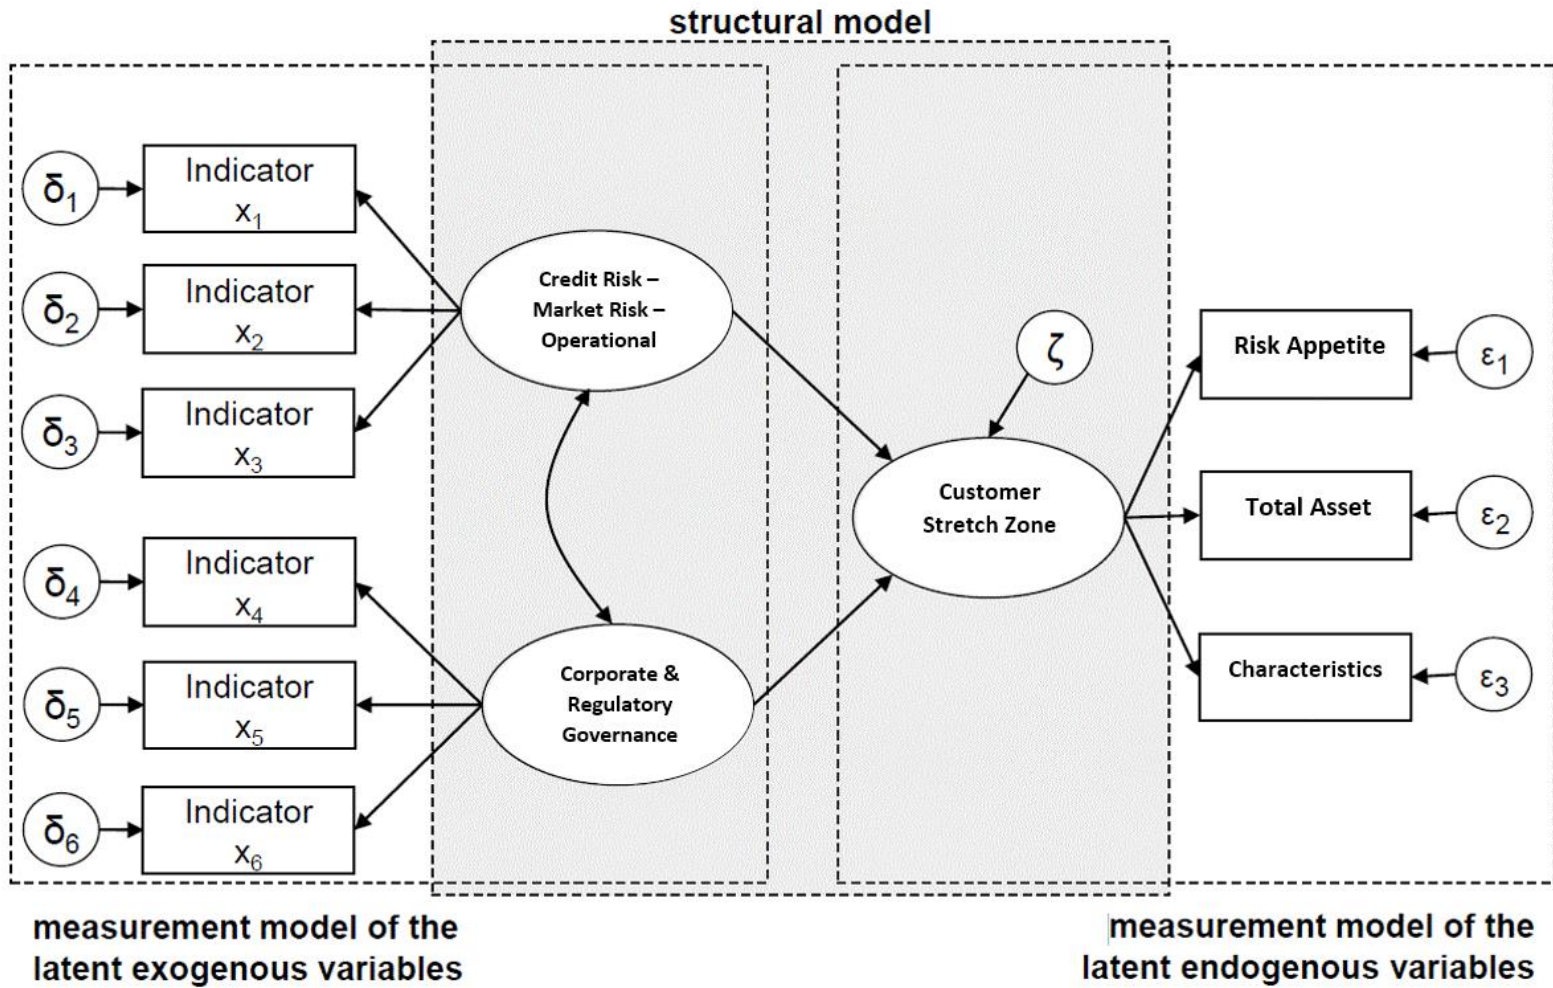 structural model
δ1
Indicator
x1
δ2
Indicator
x2
δ3
Indicator
x3
δ4
Indicator
x4
δ5
Indicator
x5
δ6
Indicator
x6
Credit Risk –
Market Risk –
Operational
Corporate &
Regulatory
Governance
ζ
Customer
Stretch Zone
Risk Appetite
ε1
Total Asset
ε2
Characteristics
ε3
measurement model of the
latent exogenous variables
measurement model of the
latent endogenous variables